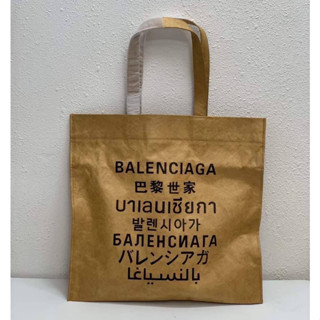 BALENCIAGA
巴黎世家
บาเลนเซียกา
발렌시아가
БАЛЕНСИАГА
バレンシアガ
بالنسياغا